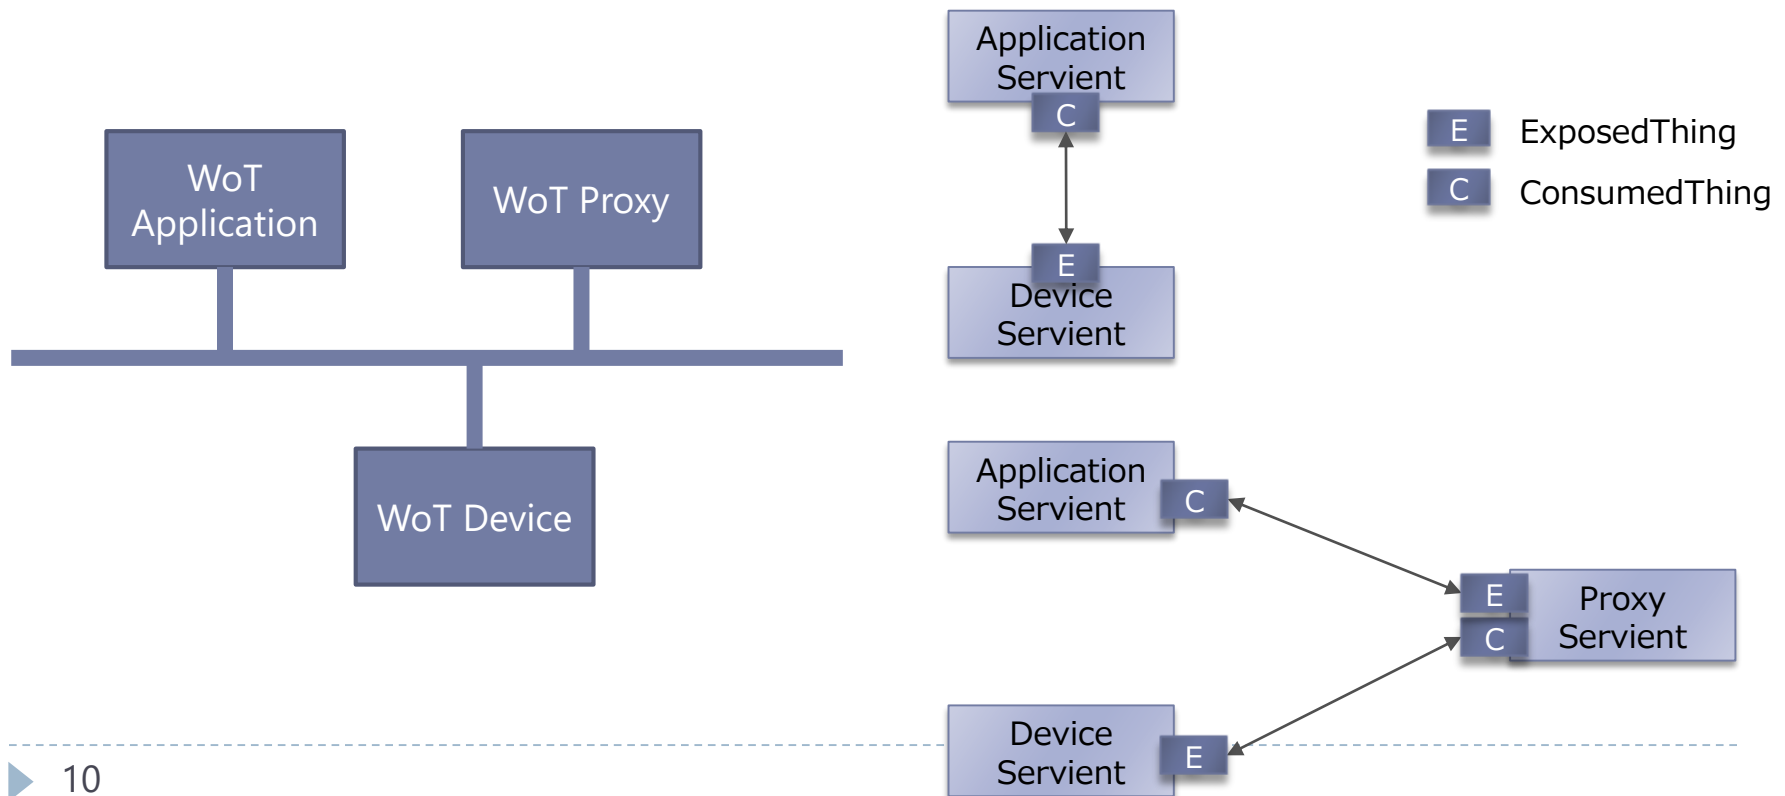 WoT
Application
WoT Proxy
WoT Device
Application
Servient
C
E
Device
Servient
E ExposedThing
C ConsumedThing
Application
Servient
C
E
C
Proxy
Servient
Device
Servient
E
10